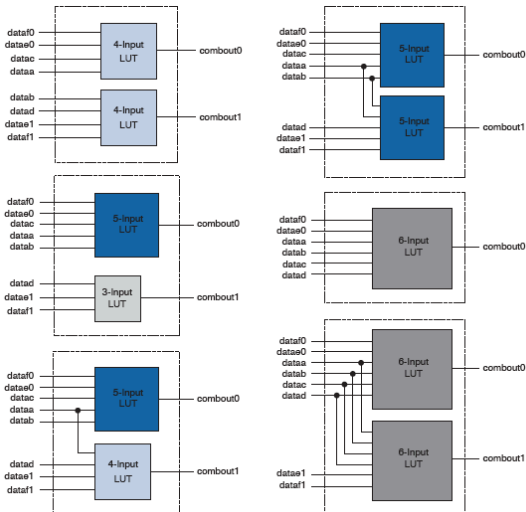 dataf0
datae0
datac
dataa
4-Input
LUT
combout0
datab
datad
datae1
dataf1
4-Input
LUT
combout1
dataf0
datae0
datac
dataa
datab
5-Input
LUT
combout0
datad
datae1
dataf1
3-Input
LUT
combout1
dataf0
datae0
datac
dataa
datab
5-Input
LUT
combout0
datad
datae1
dataf1
4-Input
LUT
combout1
dataf0
datae0
datac
dataa
datab
5-Input
LUT
combout0
datad
datae1
dataf1
5-Input
LUT
combout1
dataf0
datae0
dataa
datab
datac
datad
6-Input
LUT
combout0
dataf0
datae0
dataa
datab
datac
datad
6-Input
LUT
combout0
datae1
dataf1
6-Input
LUT
combout1